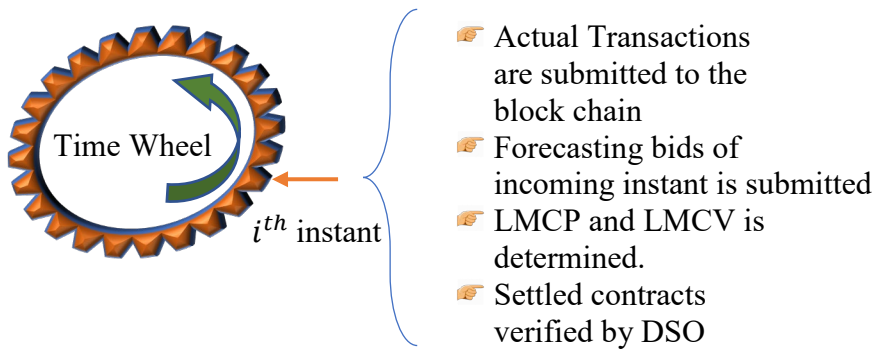 Time Wheel
i^th instant
Actual Transactions
are submitted to the
block chain
Forecasting bids of
incoming instant is submitted
LMCP and LMCV is
determined.
Settled contracts
verified by DSO